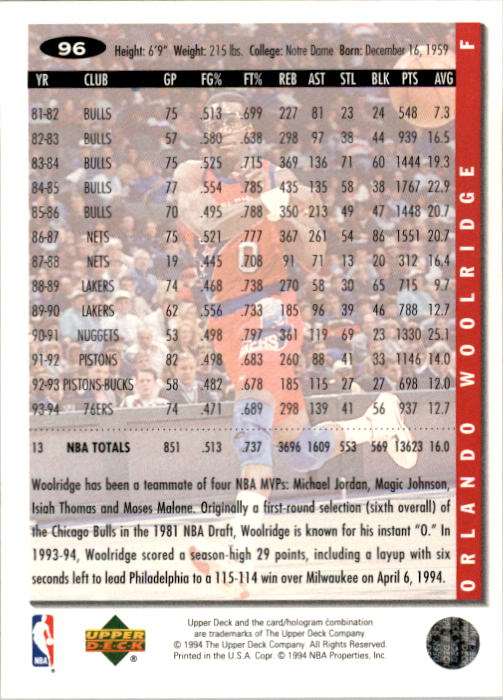 96 Height: 6'9" Weight: 215 lbs. College: Notre Dame Born: December 16, 1959
YR CLUB GP FG% FT% REB AST STL BLK PTS AVG
81-82 BULLS 75 .513 .699 227 81 23 24 548 7.3
82-83 BULLS 57 .580 .638 298 97 38 44 939 16.5
83-84 BULLS 75 .525 .715 369 136 71 60 1444 19.3
84-85 BULLS 77 .554 .785 435 135 58 38 1767 22.9
85-86 BULLS 70 .495 .788 350 213 49 47 1448 20.7
86-87 NETS 75 .521 .777 367 261 54 86 1551 20.7
87-88 NETS 19 .445 .708 91 71 13 20 312 16.4
88-89 LAKERS 74 .468 .738 270 58 30 65 715 9.7
89-90 LAKERS 62 .556 .733 185 96 39 46 788 12.7
90-91 NUGGETS 53 .498 .797 361 119 69 23 1330 25.1
91-92 PISTONS 82 .498 .683 260 88 41 33 1146 14.0
92-93 PISTONS-BUCKS 58 .482 .678 185 115 27 27 698 12.0
93-94 76ERS 74 .471 .689 298 139 41 56 937 12.7
13 NBA TOTALS 851 .513 .737 3696 1609 553 569 13623 16.0
Woolridge has been a teammate of four NBA MVPs: Michael Jordan, Magic Johnson,
Isiah Thomas and Moses Malone. Originally a first-round selection (sixth overall) of
the Chicago Bulls in the 1981 NBA Draft, Woolridge is known for his instant "O." In
1993-94, Woolridge scored a season-high 29 points, including a layup with six
seconds left to lead Philadelphia to a 115-114 win over Milwaukee on April 6, 1994.
ORLANDO WOOLRIDGE F
0
NBA
UPPER
DECK ®
Upper Deck and the card/hologram combination
are trademarks of The Upper Deck Company.
© 1994 The Upper Deck Company. All Rights Reserved.
Printed in the U.S.A. Copr. © 1994 NBA Properties, Inc.